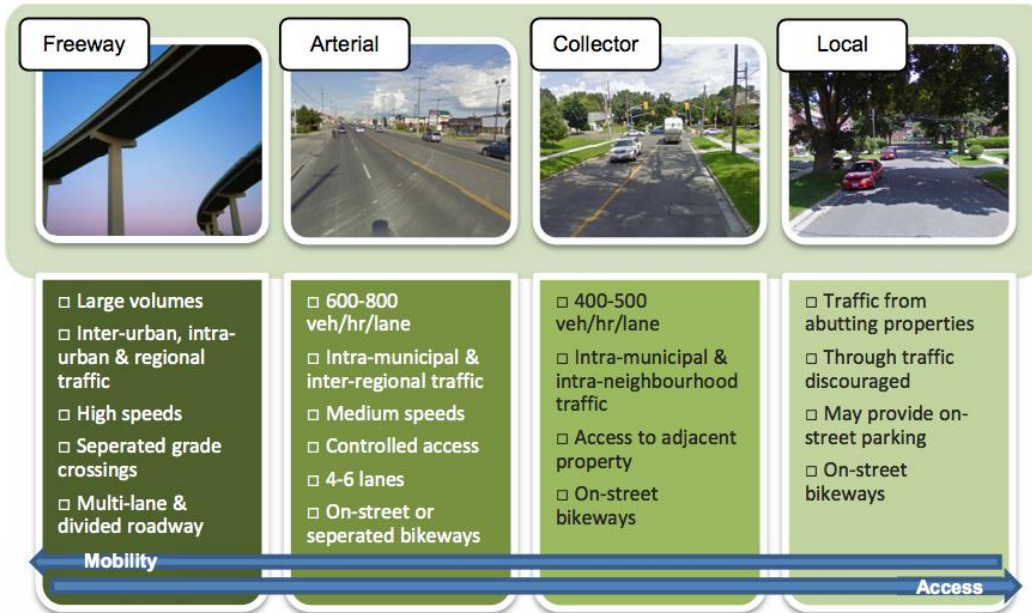 Freeway
Arterial
Collector
Local
□ Large volumes
□ Inter-urban, intra-
urban & regional
traffic
□ High speeds
□ Seperated grade
crossings
□ Multi-lane &
divided roadway
□ 600-800
veh/hr/lane
□ Intra-municipal &
inter-regional traffic
□ Medium speeds
□ Controlled access
□ 4-6 lanes
□ On-street or
seperated bikeways
□ 400-500
veh/hr/lane
□ Intra-municipal &
intra-neighbourhood
traffic
□ Access to adjacent
property
□ On-street
bikeways
□ Traffic from
abutting properties
□ Through traffic
discouraged
□ May provide on-
street parking
□ On-street
bikeways
Mobility
Access